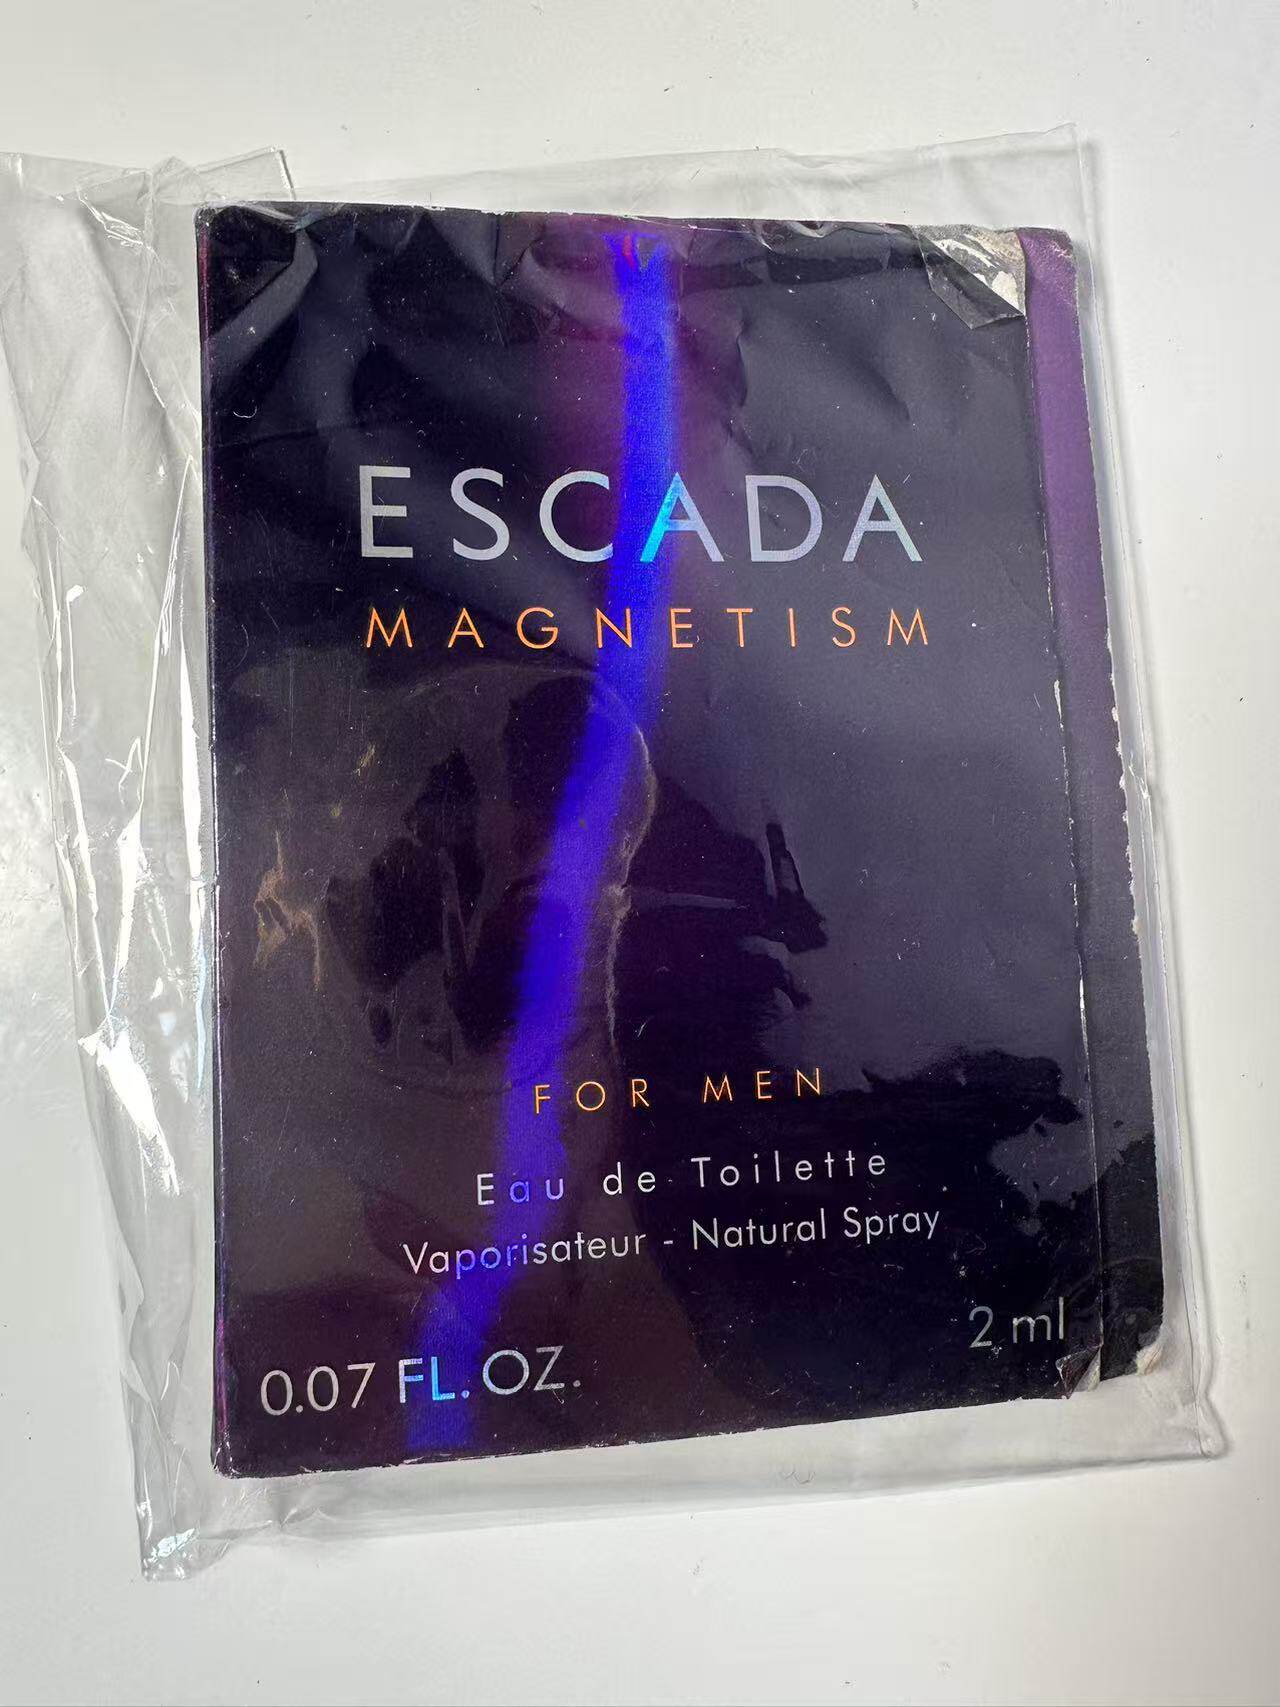 ESCADA
MAGNETISM
FOR MEN
Eau de Toilette
Vaporisateur - Natural Spray
2 ml
0.07 FL. OZ.